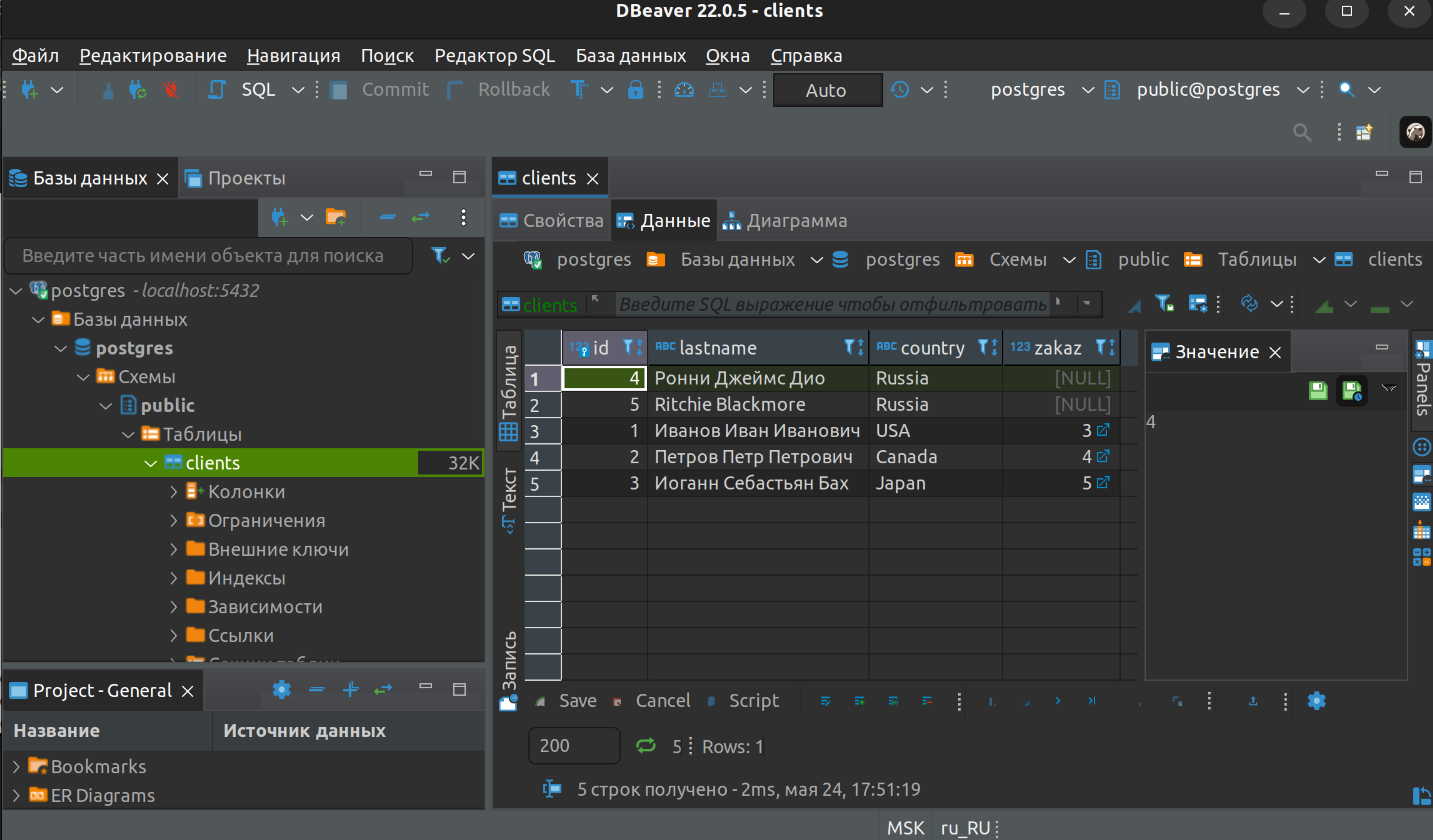 DBeaver 22.0.5 - clients
Файл Редактирование Навигация Поиск Редактор SQL База данных Окна Справка
SQL Commit Rollback Auto postgres public@postgres
Базы данных Проекты
clients
Свойства Данные Диаграмма
Введите часть имени объекта для поиска
postgres Базы данных postgres Схемы public Таблицы clients
postgres - localhost:5432
Базы данных
postgres
Схемы
public
Таблицы
clients 32K
Колонки
Ограничения
Внешние ключи
Индексы
Зависимости
Ссылки
clients Введите SQL выражение чтобы отфильтровать
Таблица
Текст
Запись
123 id ABC lastname ABC country 123 zakaz
1 4 Ронни Джеймс Дио Russia [NULL]
2 5 Ritchie Blackmore Russia [NULL]
3 1 Иванов Иван Иванович USA 3
4 2 Петров Петр Петрович Canada 4
5 3 Иоганн Себастьян Бах Japan 5
Значение
4
Panels
Save Cancel Script
200 5 Rows: 1
5 строк получено - 2ms, мая 24, 17:51:19
Project - General
Название Источник данных
Bookmarks
ER Diagrams
MSK ru_RU